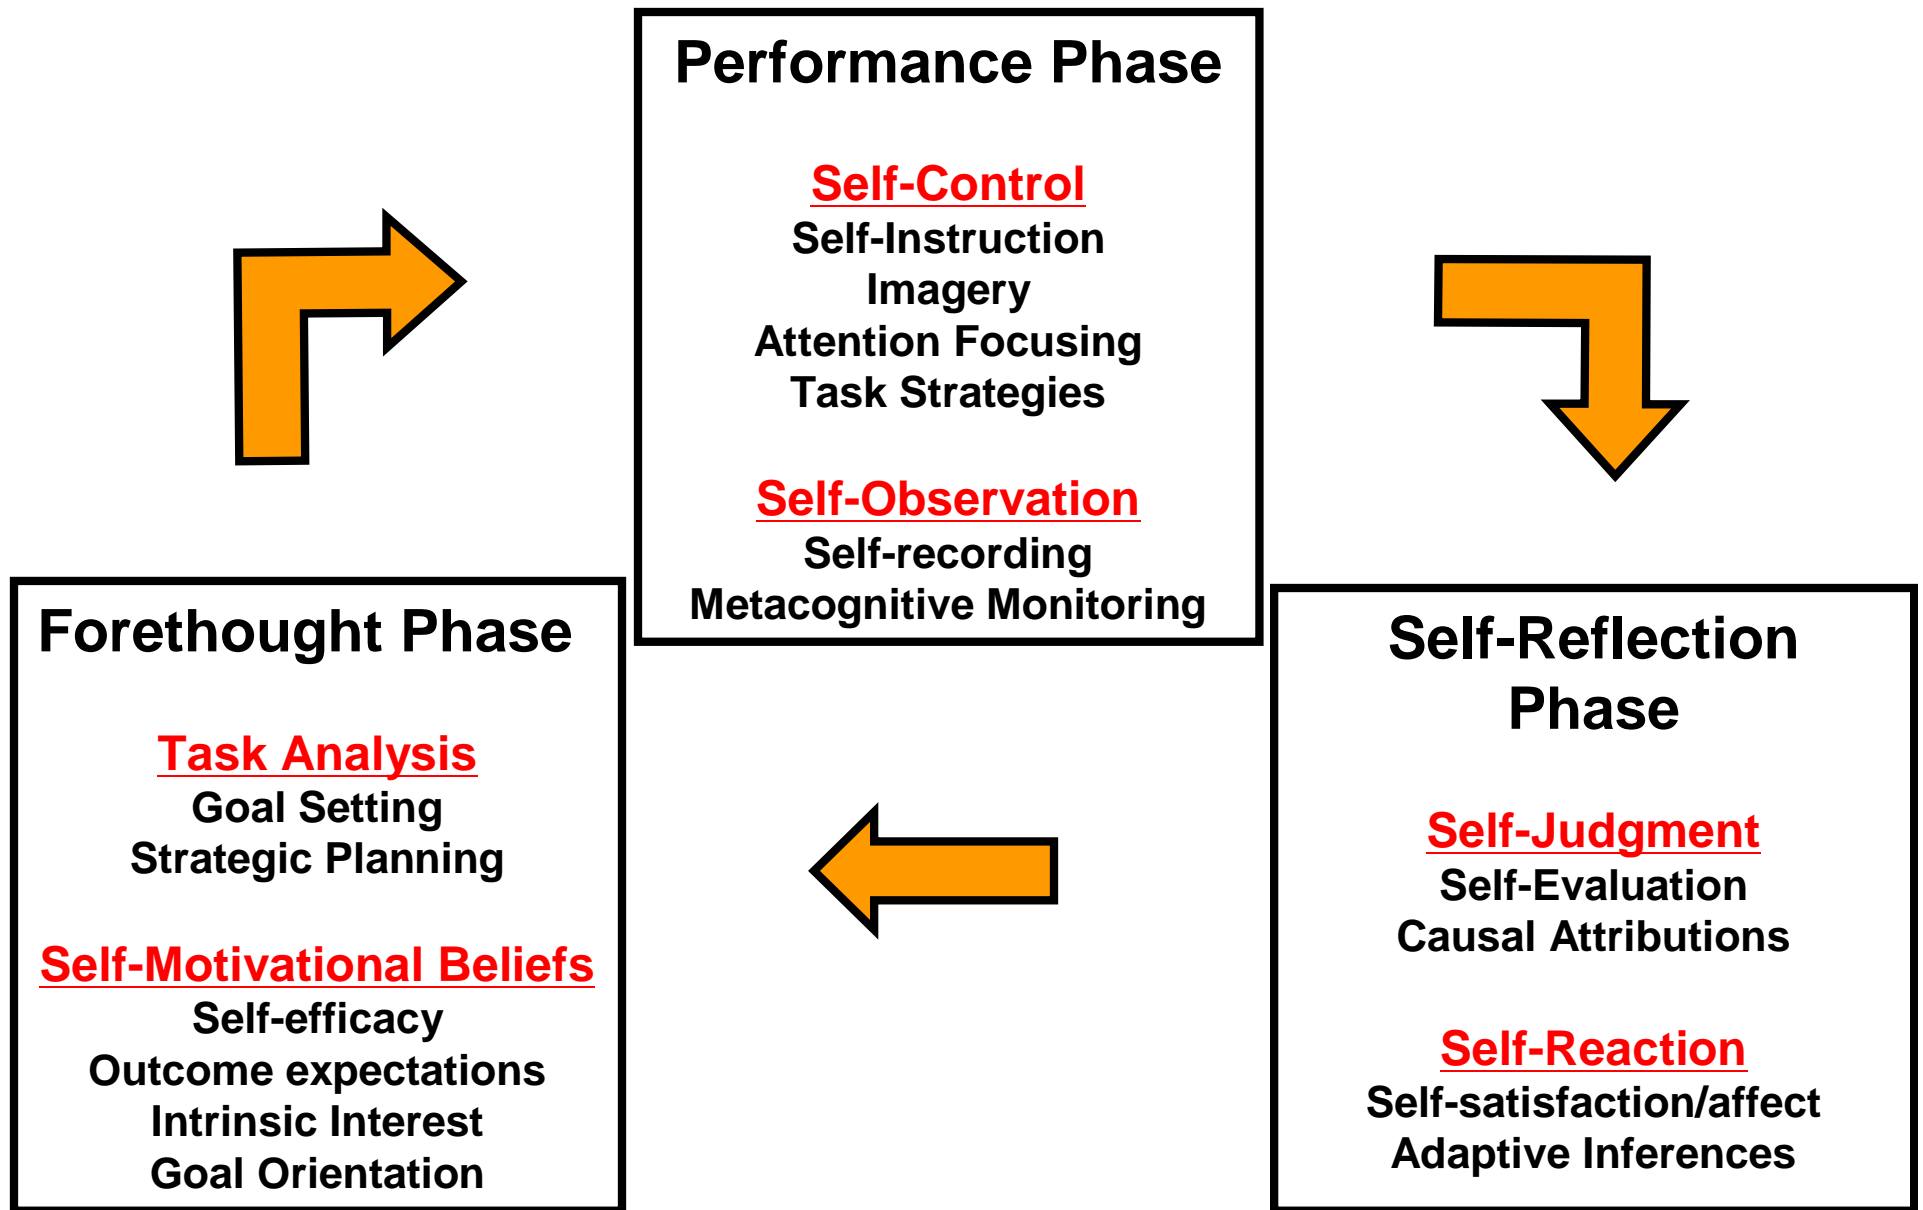 Performance Phase
Self-Control
Self-Instruction
Imagery
Attention Focusing
Task Strategies
Self-Observation
Self-recording
Metacognitive Monitoring
Forethought Phase
Task Analysis
Goal Setting
Strategic Planning
Self-Motivational Beliefs
Self-efficacy
Outcome expectations
Intrinsic Interest
Goal Orientation
Self-Reflection
Phase
Self-Judgment
Self-Evaluation
Causal Attributions
Self-Reaction
Self-satisfaction/affect
Adaptive Inferences